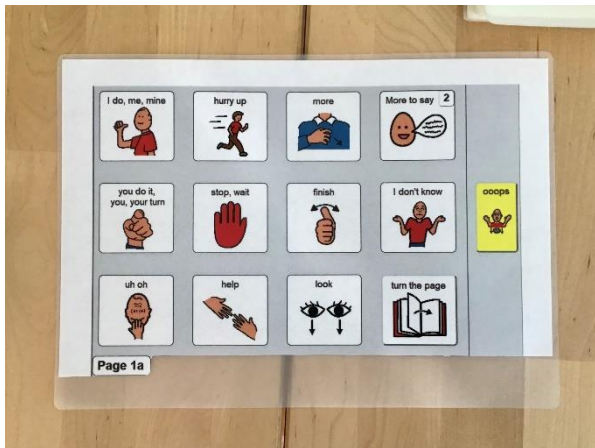 I do, me, mine
hurry up
more
More to say 2
you do it,
you, your turn
stop, wait
finish
I don't know
ooops
uh oh
help
look
turn the page
Page 1a